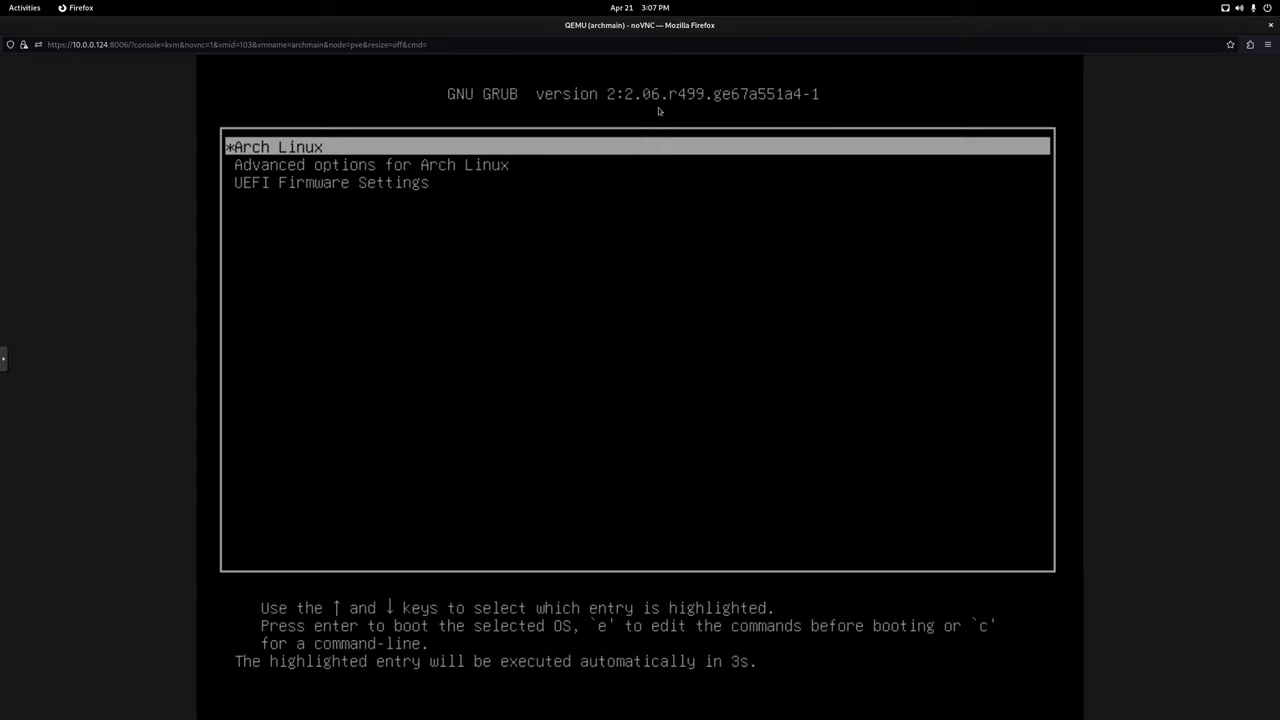 Activities
Firefox
Apr 21 3:07 PM
QEMU (archmain) - noVNC — Mozilla Firefox
https://10.0.0.124:8006/?console=kvm&novnc=1&vmid=103&vmname=archmain&node=pve&resize=off&cmd=
GNU GRUB version 2:2.06.r499.ge67a551a4-1
*Arch Linux
Advanced options for Arch Linux
UEFI Firmware Settings
Use the ↑ and ↓ keys to select which entry is highlighted.
Press enter to boot the selected OS, `e' to edit the commands before booting or `c'
for a command-line.
The highlighted entry will be executed automatically in 3s.